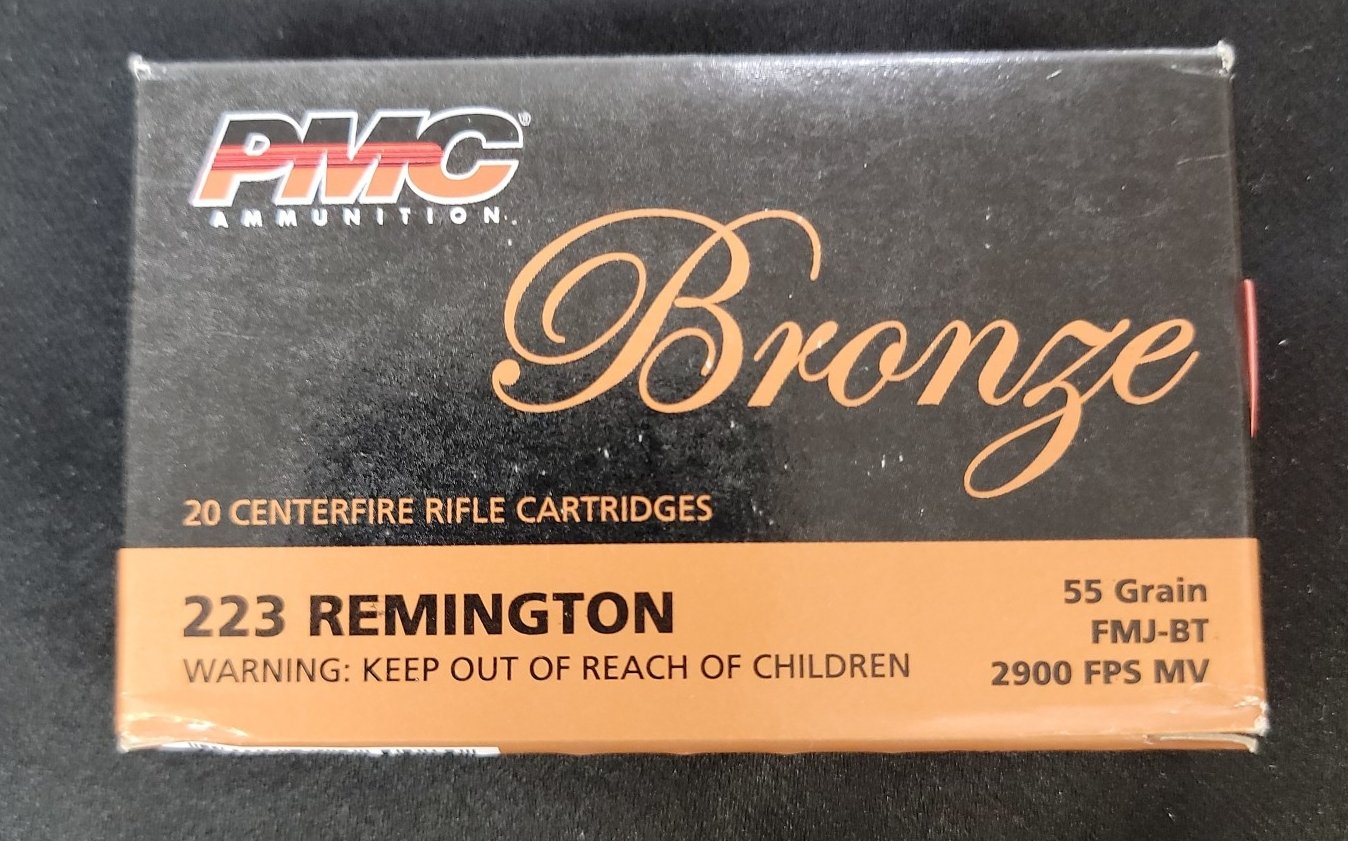 PMC®
AMMUNITION
Bronze
20 CENTERFIRE RIFLE CARTRIDGES
223 REMINGTON
WARNING: KEEP OUT OF REACH OF CHILDREN
55 Grain
FMJ-BT
2900 FPS MV